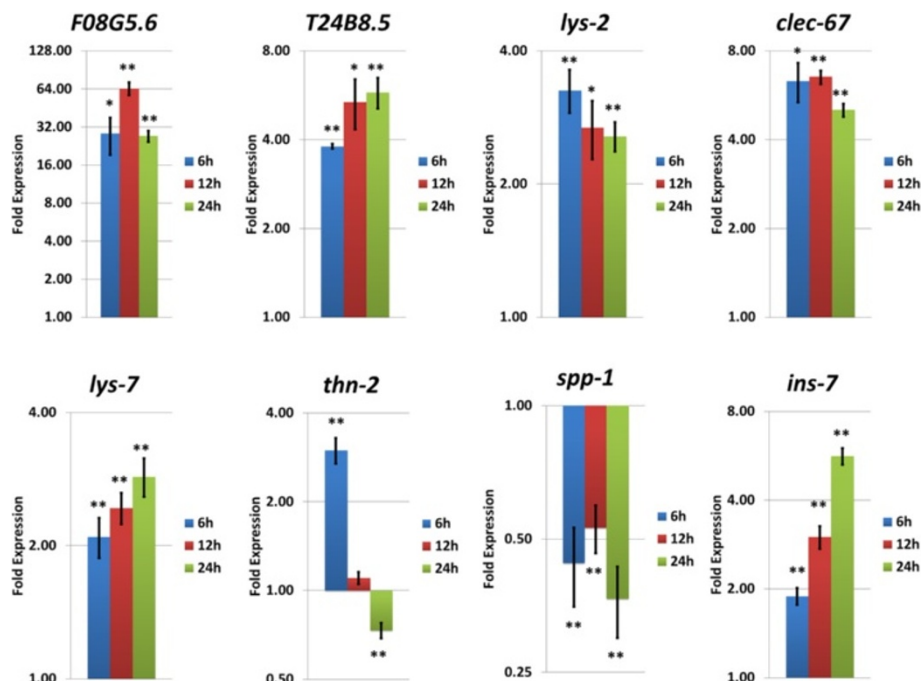 F08G5.6
128.00
64.00
32.00
16.00
8.00
4.00
2.00
1.00
Fold Expression
*
**
**
6h
12h
24h
T24B8.5
8.00
4.00
2.00
1.00
Fold Expression
**
*
**
6h
12h
24h
lys-2
4.00
2.00
1.00
Fold Expression
**
*
**
6h
12h
24h
clec-67
8.00
4.00
2.00
1.00
Fold Expression
*
**
**
6h
12h
24h
lys-7
4.00
2.00
1.00
Fold Expression
**
**
**
6h
12h
24h
thn-2
4.00
2.00
1.00
0.50
Fold Expression
**
**
6h
12h
24h
spp-1
1.00
0.50
0.25
Fold Expression
**
**
**
6h
12h
24h
ins-7
8.00
4.00
2.00
1.00
Fold Expression
**
**
**
6h
12h
24h